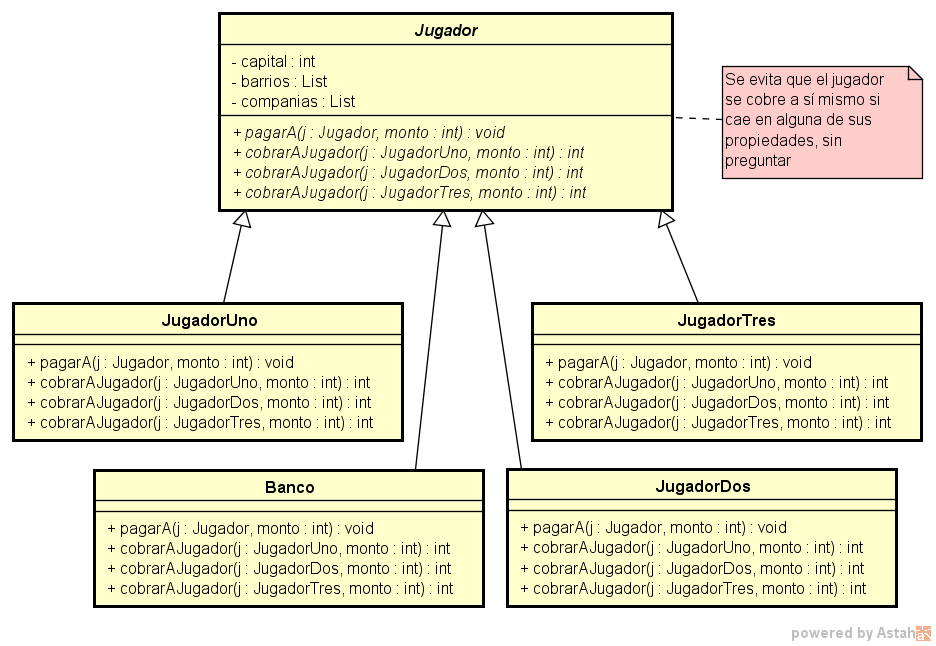 Jugador
- capital : int
- barrios : List
- companias : List
+ pagarA(j : Jugador, monto : int) : void
+ cobrarAJugador(j : JugadorUno, monto : int) : int
+ cobrarAJugador(j : JugadorDos, monto : int) : int
+ cobrarAJugador(j : JugadorTres, monto : int) : int
Se evita que el jugador
se cobre a sí mismo si
cae en alguna de sus
propiedades, sin
preguntar
JugadorUno
+ pagarA(j : Jugador, monto : int) : void
+ cobrarAJugador(j : JugadorUno, monto : int) : int
+ cobrarAJugador(j : JugadorDos, monto : int) : int
+ cobrarAJugador(j : JugadorTres, monto : int) : int
JugadorTres
+ pagarA(j : Jugador, monto : int) : void
+ cobrarAJugador(j : JugadorUno, monto : int) : int
+ cobrarAJugador(j : JugadorDos, monto : int) : int
+ cobrarAJugador(j : JugadorTres, monto : int) : int
Banco
+ pagarA(j : Jugador, monto : int) : void
+ cobrarAJugador(j : JugadorUno, monto : int) : int
+ cobrarAJugador(j : JugadorDos, monto : int) : int
+ cobrarAJugador(j : JugadorTres, monto : int) : int
JugadorDos
+ pagarA(j : Jugador, monto : int) : void
+ cobrarAJugador(j : JugadorUno, monto : int) : int
+ cobrarAJugador(j : JugadorDos, monto : int) : int
+ cobrarAJugador(j : JugadorTres, monto : int) : int
powered by Astah